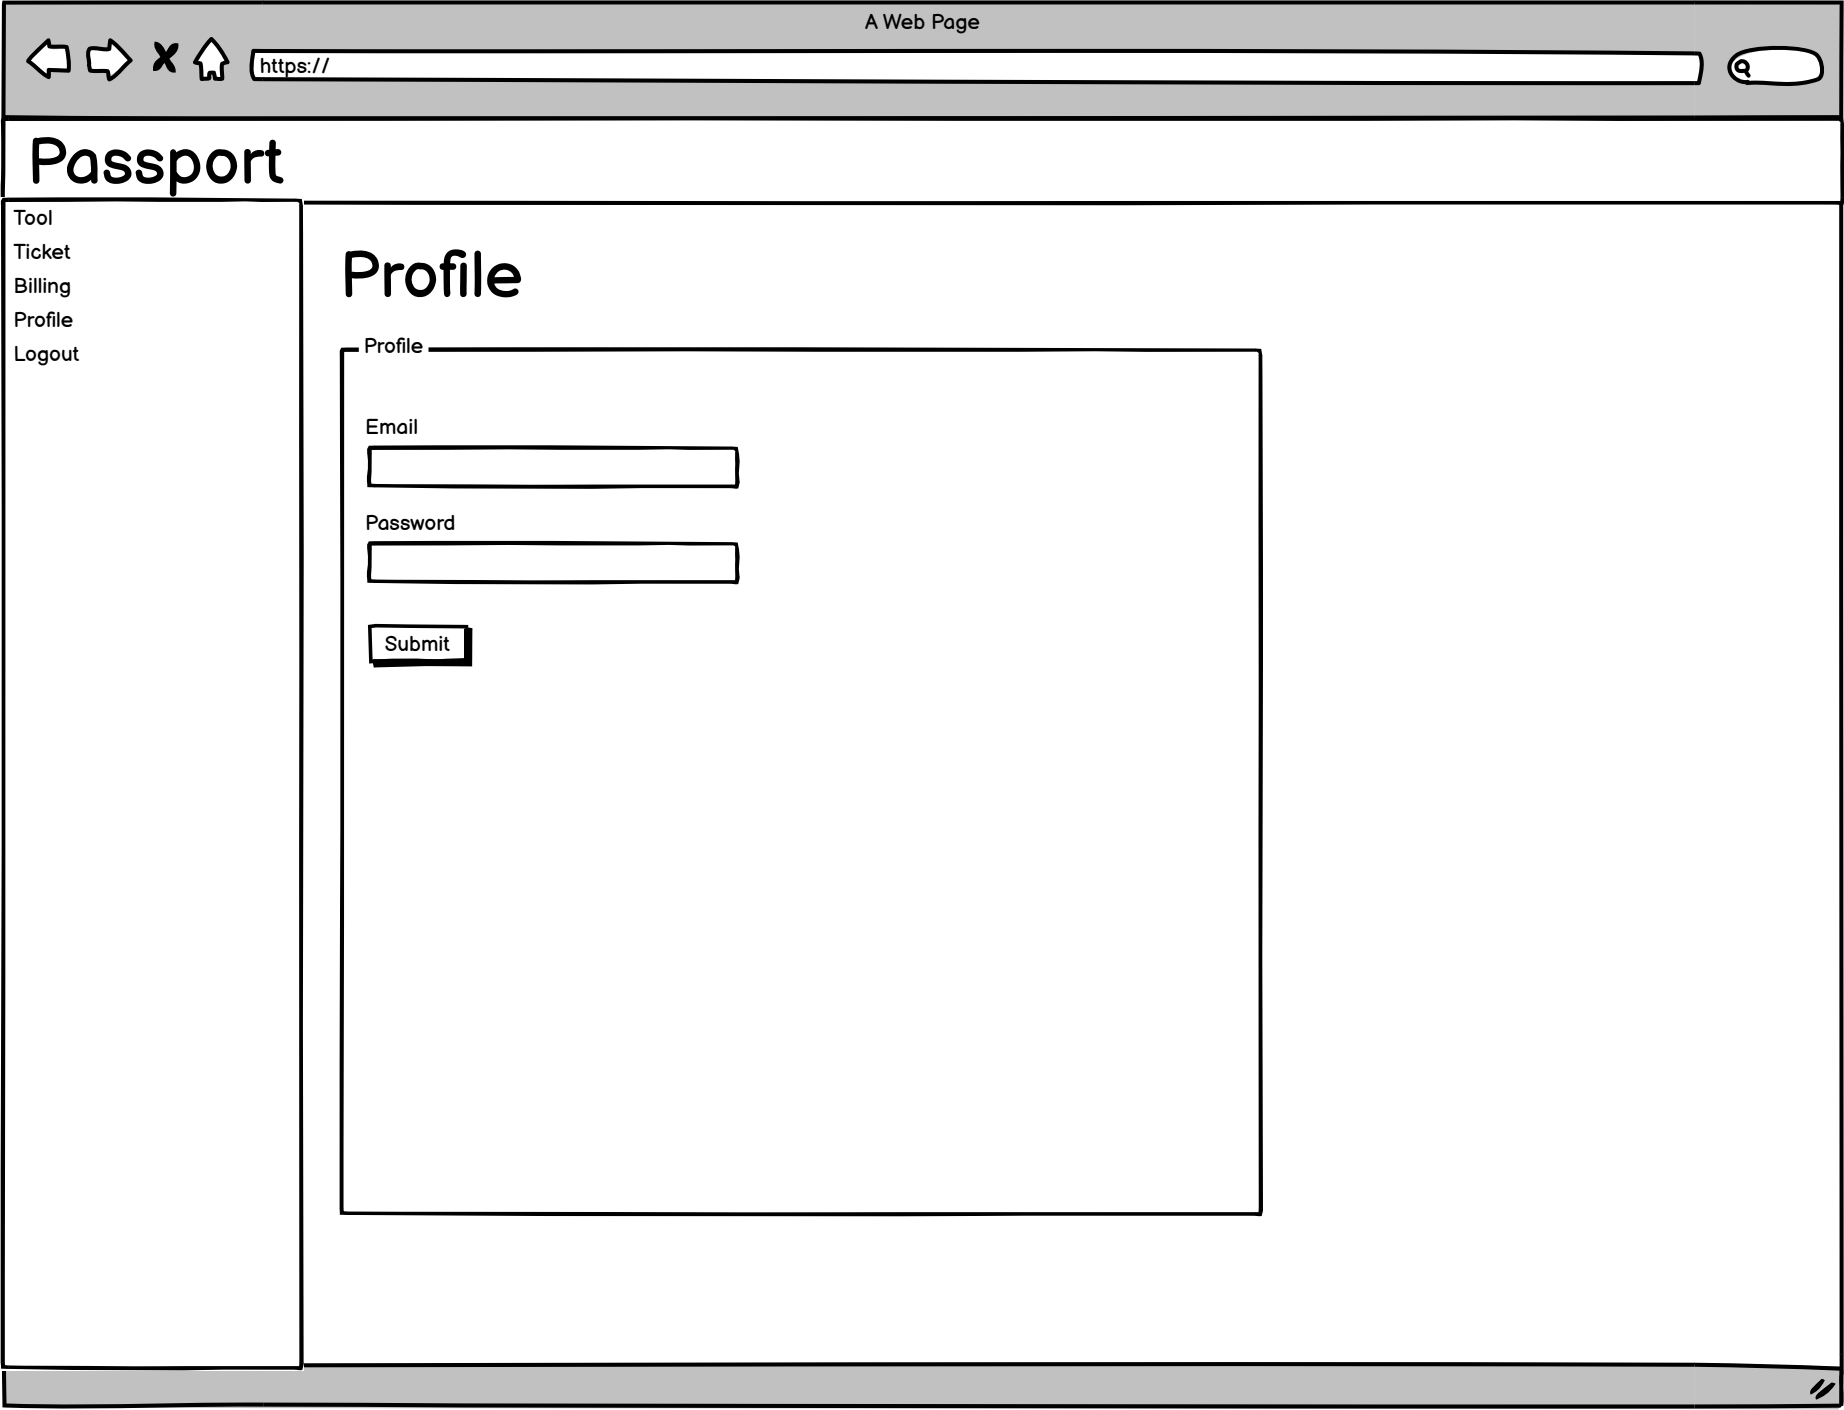 A Web Page
https://
Passport
Tool
Ticket
Billing
Profile
Logout
Profile
Profile
Email
Password
Submit